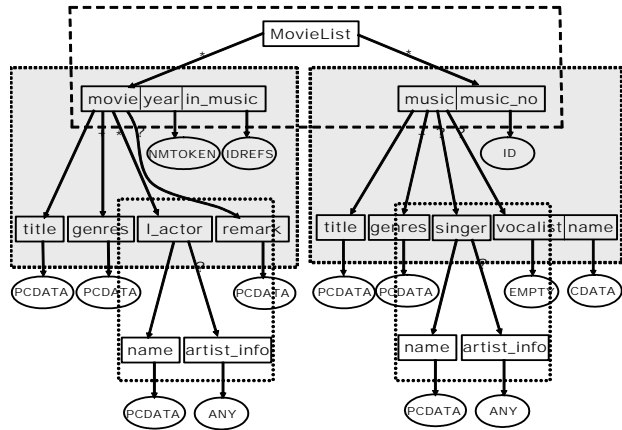 MovieList
* *
movie year in_music
music music_no
+ * ?
+ ? ?
NMTOKEN IDREFS
ID
title genres l_actor remark
title genres singer vocalist name
? ?
PCDATA PCDATA PCDATA
PCDATA PCDATA EMPTY CDATA
name artist_info
name artist_info
PCDATA ANY
PCDATA ANY